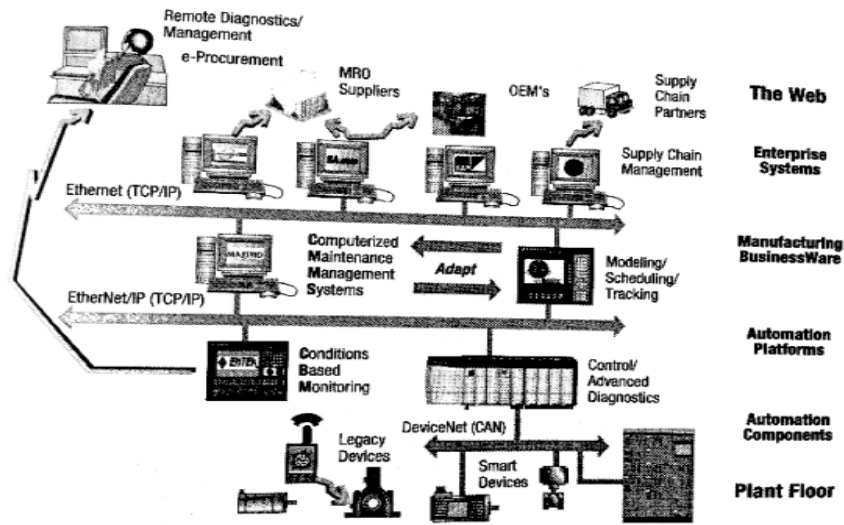 Remote Diagnostics/
Management
e-Procurement
MRO
Suppliers
OEM's
Supply
Chain
Partners
The Web
Supply Chain
Management
Enterprise
Systems
Ethernet (TCP/IP)
Computerized
Maintenance
Management
Systems
Adapt
Modeling/
Scheduling/
Tracking
Manufacturing
BusinessWare
EtherNet/IP (TCP/IP)
Automation
Platforms
ENTEK
Conditions
Based
Monitoring
Control/
Advanced
Diagnostics
DeviceNet (CAN)
Automation
Components
Legacy
Devices
Smart
Devices
Plant Floor